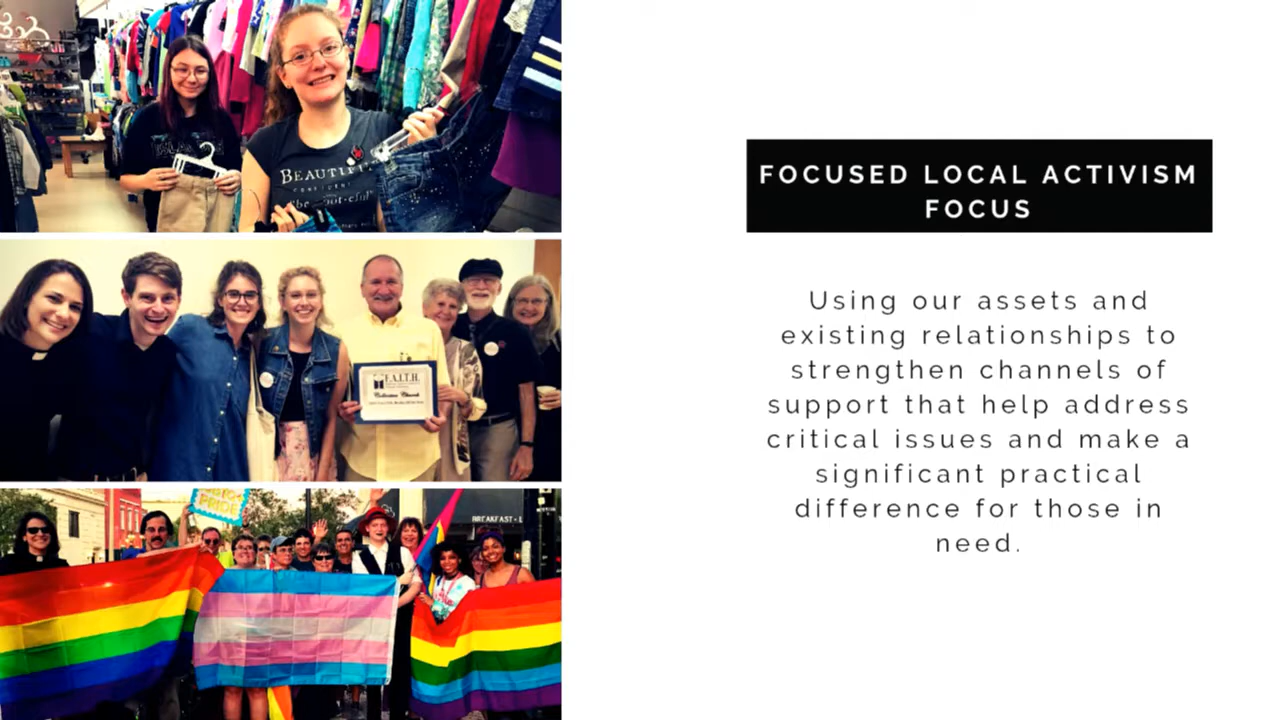 BEAUTIFUL
F.A.I.T.H.
PRIDE
BREAKFAST
FOCUSED LOCAL ACTIVISM
FOCUS
Using our assets and
existing relationships to
strengthen channels of
support that help address
critical issues and make a
significant practical
difference for those in
need.